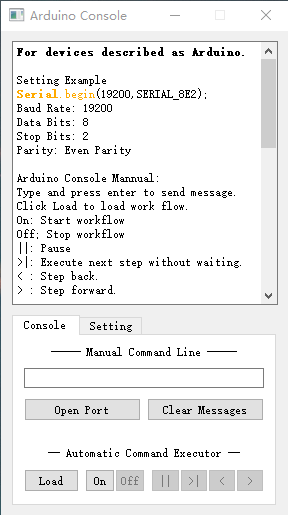 Arduino Console
For devices described as Arduino.
Setting Example
Serial.begin(19200,SERIAL_8E2);
Baud Rate: 19200
Data Bits: 8
Stop Bits: 2
Parity: Even Parity
Arduino Console Mannual:
Type and press enter to send message.
Click Load to load work flow.
On: Start workflow
Off; Stop workflow
||: Pause
>|: Execute next step without waiting.
< : Step back.
> : Step forward.
Console Setting
Manual Command Line
Open Port Clear Messages
Automatic Command Executor
Load On Off || >| < >